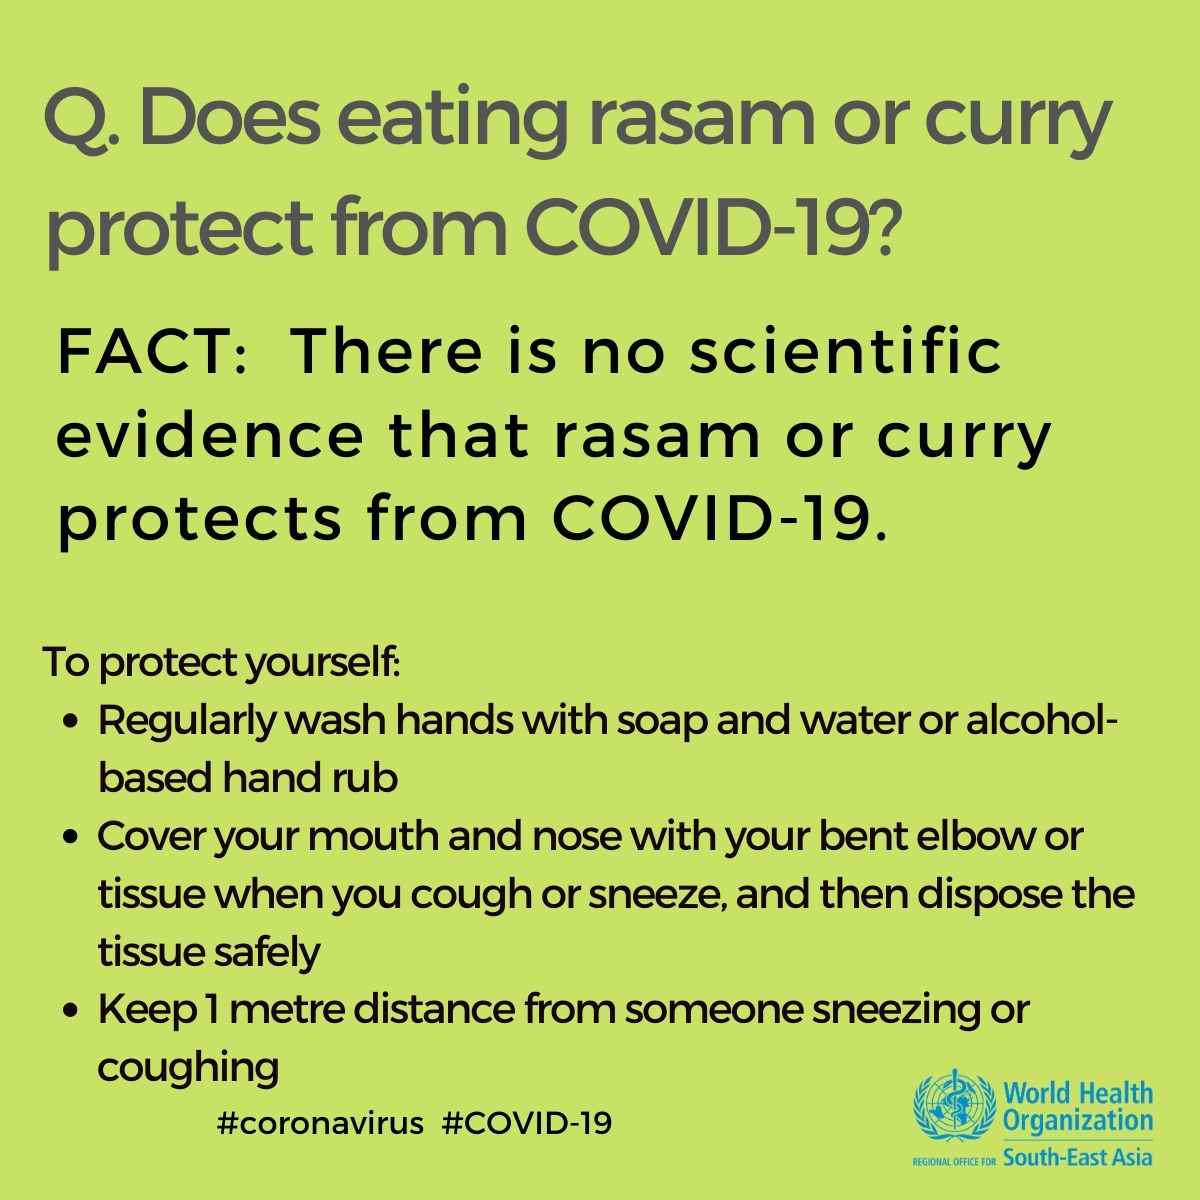 Q. Does eating rasam or curry
protect from COVID-19?
FACT:  There is no scientific
evidence that rasam or curry
protects from COVID-19.
To protect yourself:
• Regularly wash hands with soap and water or alcohol-
based hand rub
• Cover your mouth and nose with your bent elbow or
tissue when you cough or sneeze, and then dispose the
tissue safely
• Keep 1 metre distance from someone sneezing or
coughing
#coronavirus  #COVID-19
World Health
Organization
REGIONAL OFFICE FOR South-East Asia